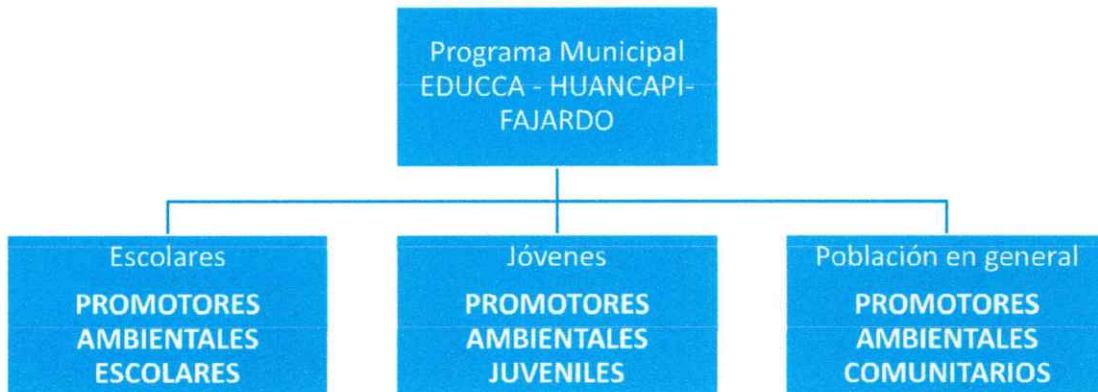 Programa Municipal
EDUCCA - HUANCAPI-
FAJARDO
Escolares
PROMOTORES
AMBIENTALES
ESCOLARES
Jóvenes
PROMOTORES
AMBIENTALES
JUVENILES
Población en general
PROMOTORES
AMBIENTALES
COMUNITARIOS